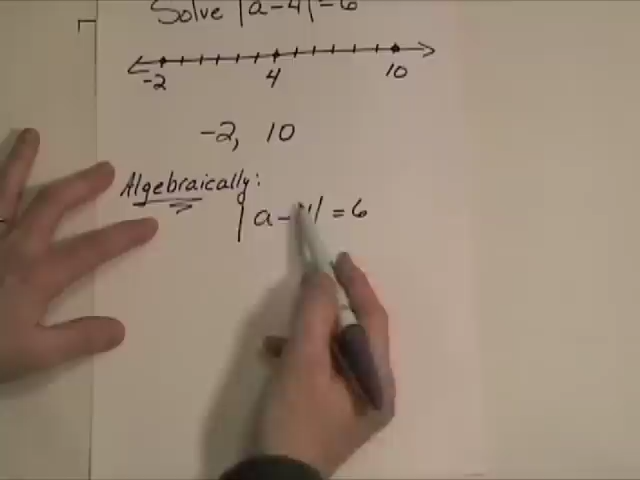 Solve |a-4|=6
-2 4 10
-2, 10
Algebraically:
|a-4|=6